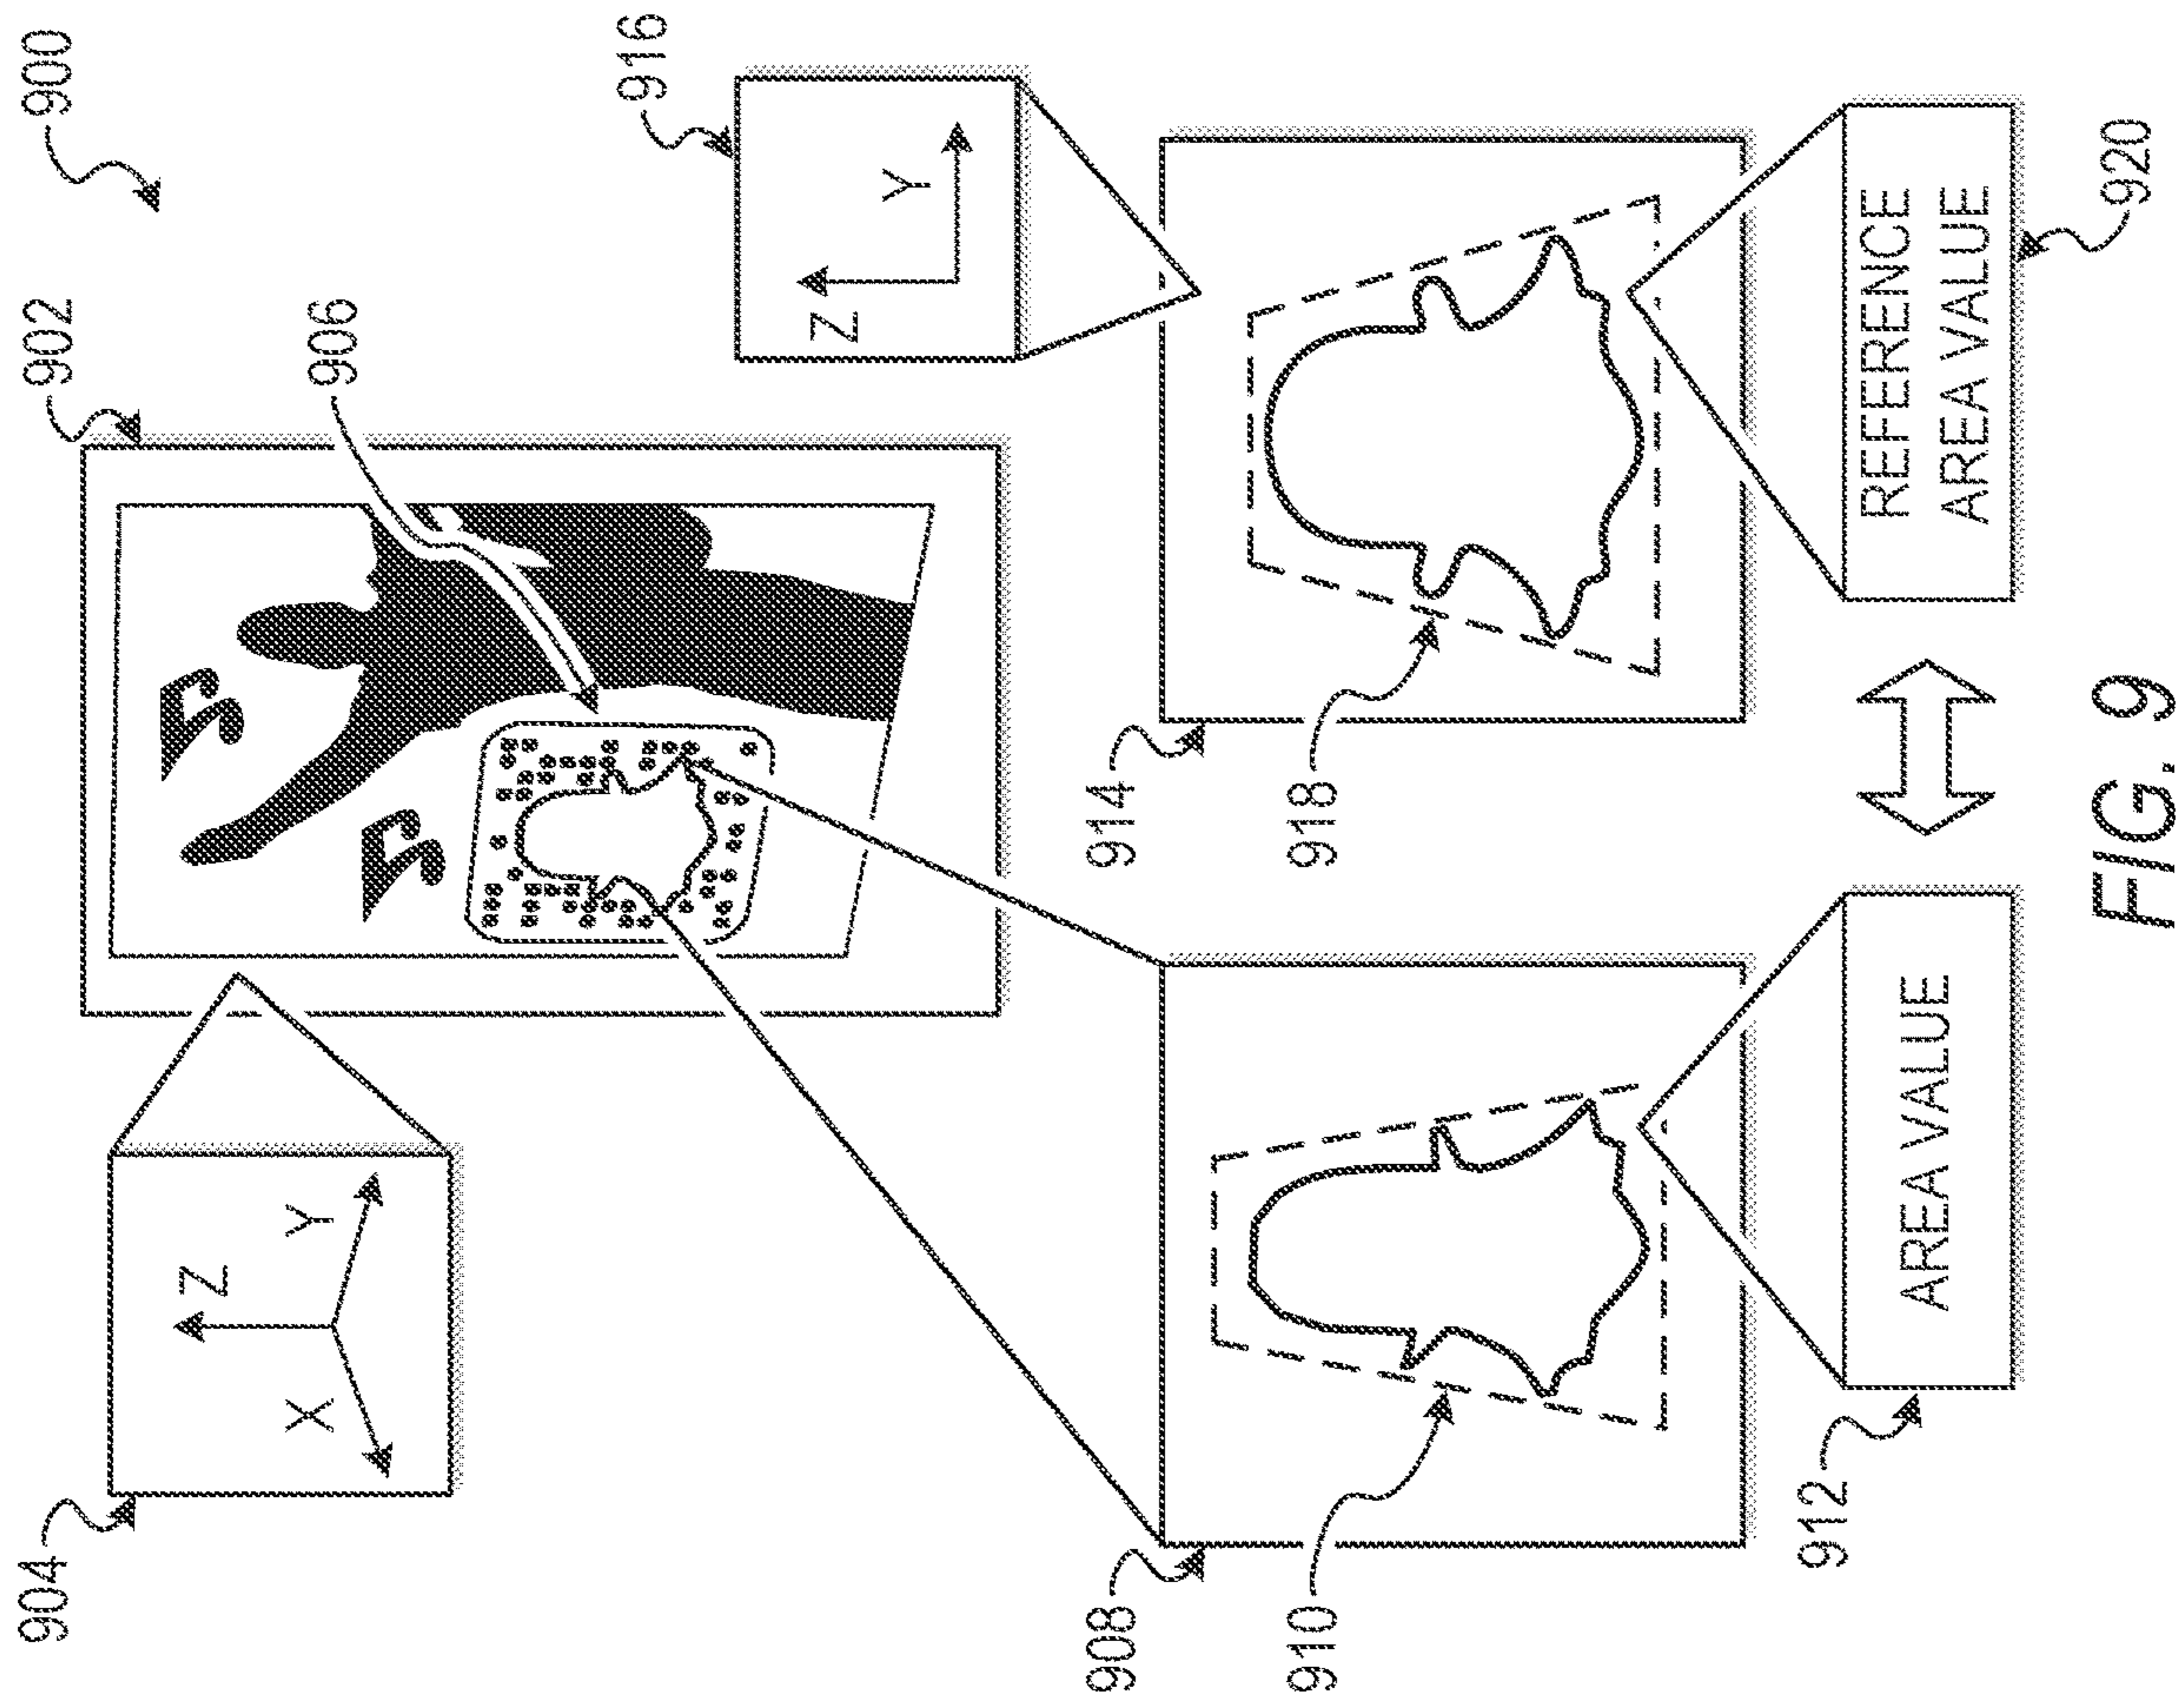 900
902
904
Z
X
Y
906
916
Z
Y
908
910
914
918
912
AREA VALUE
REFERENCE
AREA VALUE
920
FIG. 9